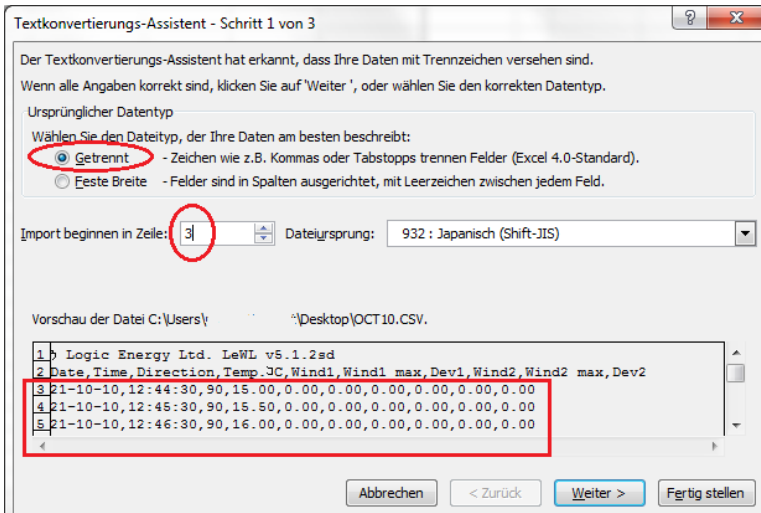 Textkonvertierungs-Assistent - Schritt 1 von 3
Der Textkonvertierungs-Assistent hat erkannt, dass Ihre Daten mit Trennzeichen versehen sind.
Wenn alle Angaben korrekt sind, klicken Sie auf 'Weiter ', oder wählen Sie den korrekten Datentyp.
Ursprünglicher Datentyp
Wählen Sie den Dateityp, der Ihre Daten am besten beschreibt:
Getrennt - Zeichen wie z.B. Kommas oder Tabstopps trennen Felder (Excel 4.0-Standard).
Feste Breite - Felder sind in Spalten ausgerichtet, mit Leerzeichen zwischen jedem Feld.
Import beginnen in Zeile: 3 Dateiursprung: 932 : Japanisch (Shift-JIS)
Vorschau der Datei C:\Users\ \Desktop\OCT10.CSV.
1 Logic Energy Ltd. LeWL v5.1.2sd
2 Date,Time,Direction,Temp.ｺC,Wind1,Wind1 max,Dev1,Wind2,Wind2 max,Dev2
3 21-10-10,12:44:30,90,15.00,0.00,0.00,0.00,0.00,0.00,0.00
4 21-10-10,12:45:30,90,15.50,0.00,0.00,0.00,0.00,0.00,0.00
5 21-10-10,12:46:30,90,16.00,0.00,0.00,0.00,0.00,0.00,0.00
Abbrechen < Zurück Weiter > Fertig stellen